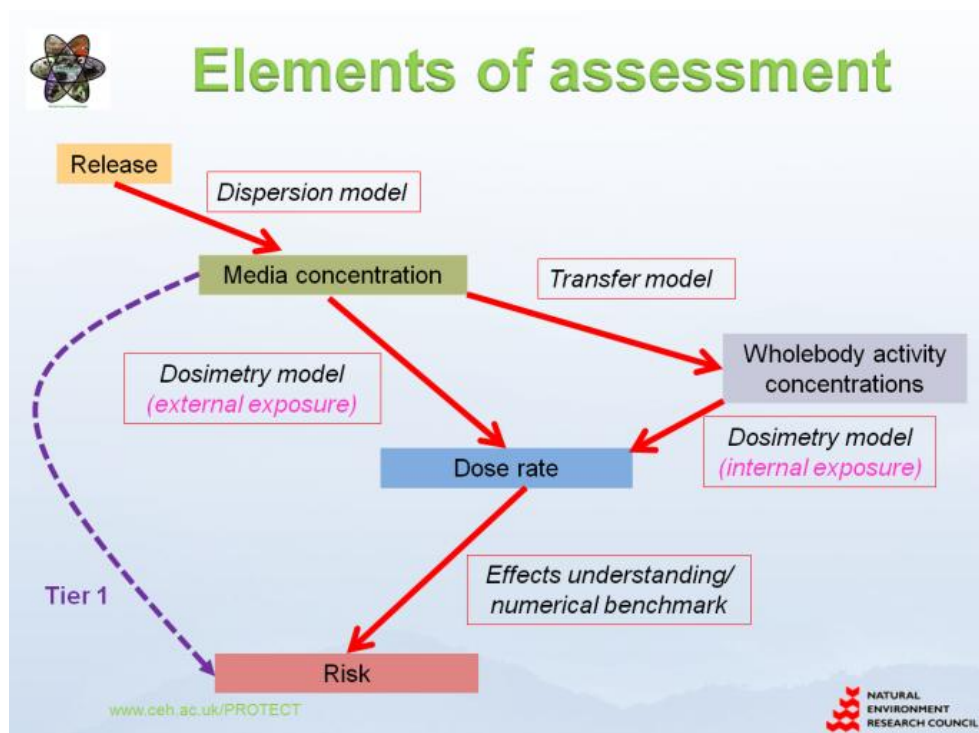 Elements of assessment
Release
Dispersion model
Media concentration
Transfer model
Dosimetry model
(external exposure)
Wholebody activity
concentrations
Dosimetry model
(internal exposure)
Dose rate
Effects understanding/
numerical benchmark
Tier 1
Risk
www.ceh.ac.uk/PROTECT
NATURAL
ENVIRONMENT
RESEARCH COUNCIL